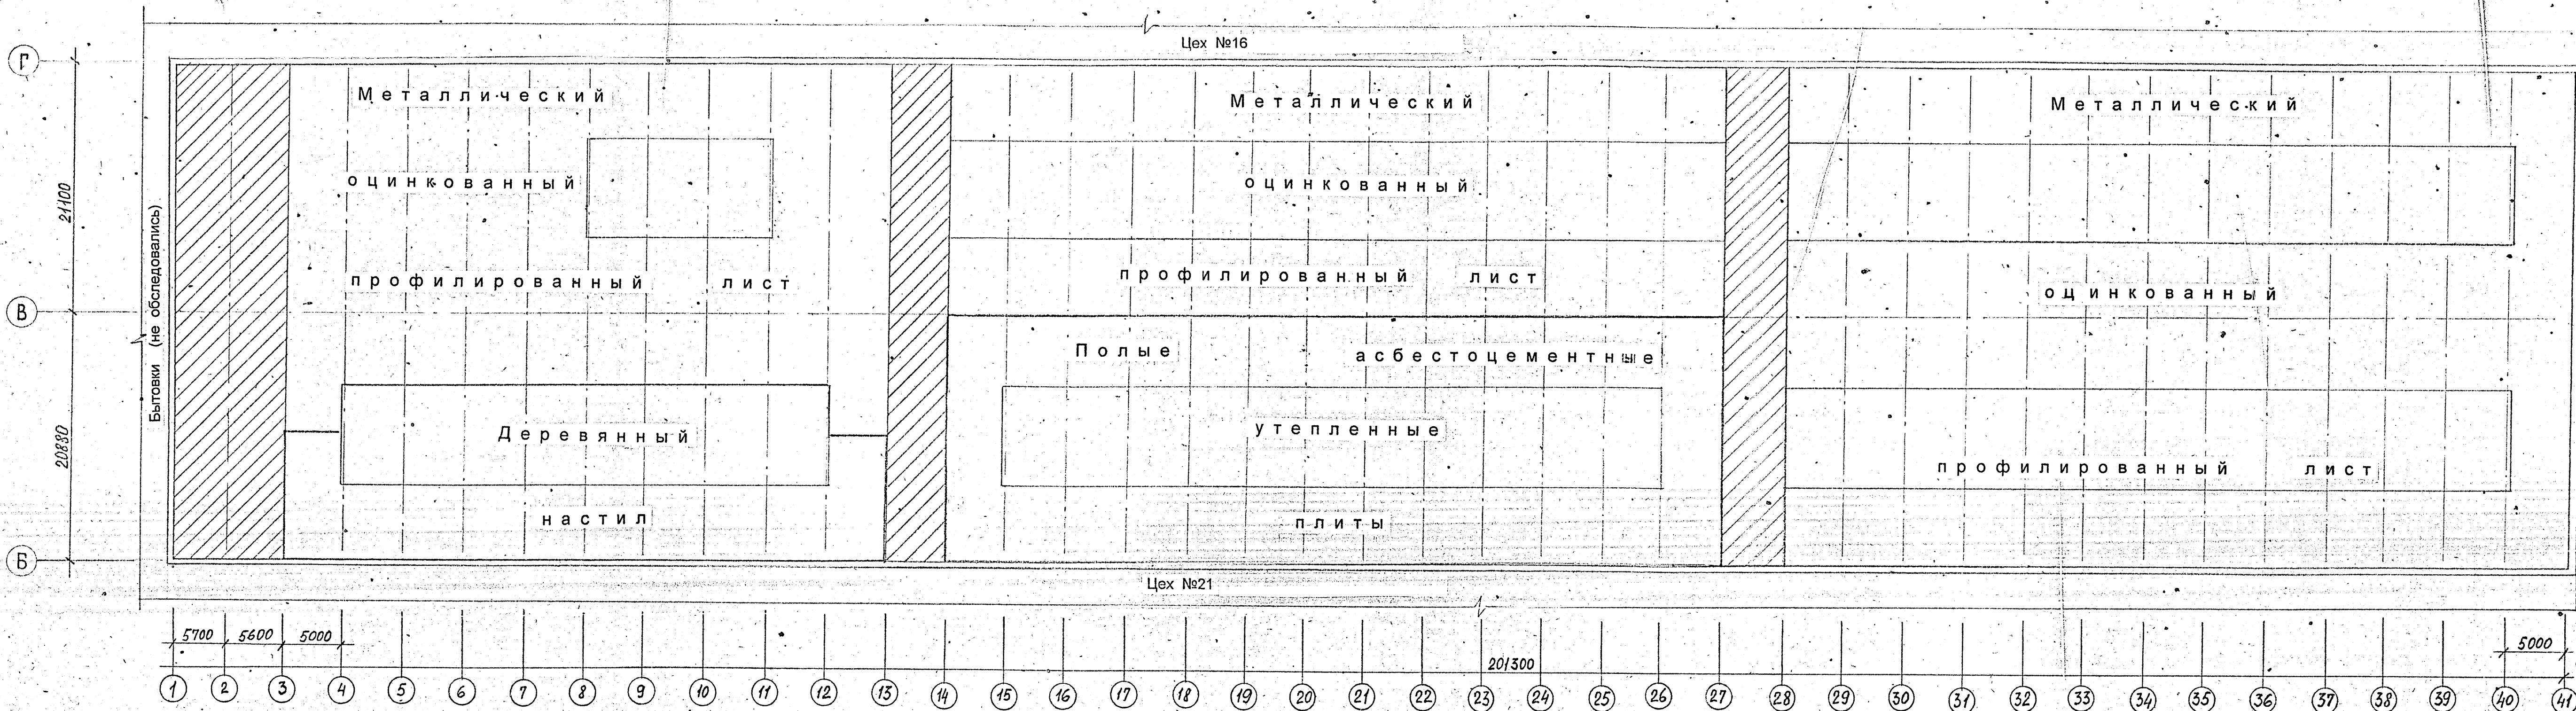 Цех №16
Г
Металлический
Металлический
Металлический
оцинкованный
оцинкованный
21100
Бытовки (не обследовались)
профилированный лист
профилированный лист
оцинкованный
В
Полые асбестоцементные
20880
Деревянный
утепленные
профилированный лист
настил
плиты
Б
Цех №21
5700 5600 5000
5000
201300
1 2 3 4 5 6 7 8 9 10 11 12 13 14 15 16 17 18 19 20 21 22 23 24 25 26 27 28 29 30 31 32 33 34 35 36 37 38 39 40 41